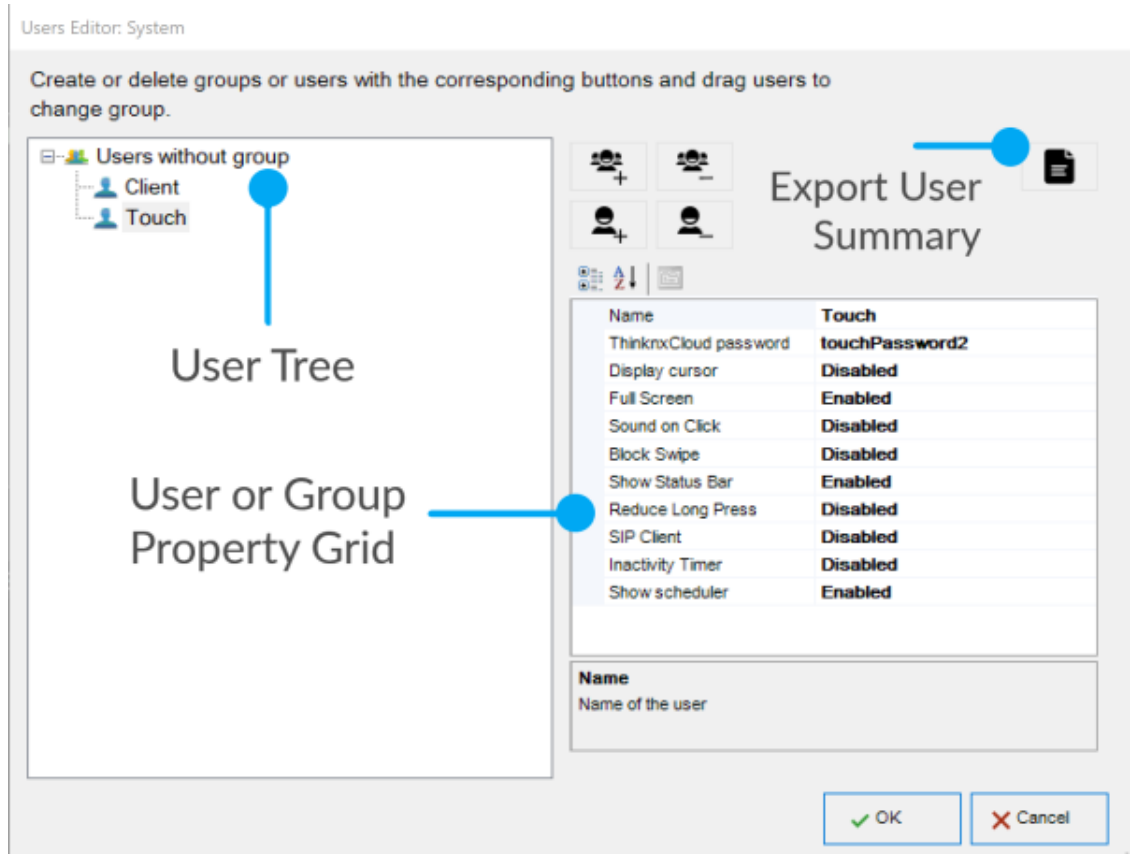 Users Editor: System
Create or delete groups or users with the corresponding buttons and drag users to
change group.
Users without group
Client
Touch
User Tree
User or Group
Property Grid
Export User
Summary
Name Touch
ThinknxCloud password touchPassword2
Display cursor Disabled
Full Screen Enabled
Sound on Click Disabled
Block Swipe Disabled
Show Status Bar Enabled
Reduce Long Press Disabled
SIP Client Disabled
Inactivity Timer Disabled
Show scheduler Enabled
Name
Name of the user
OK
Cancel